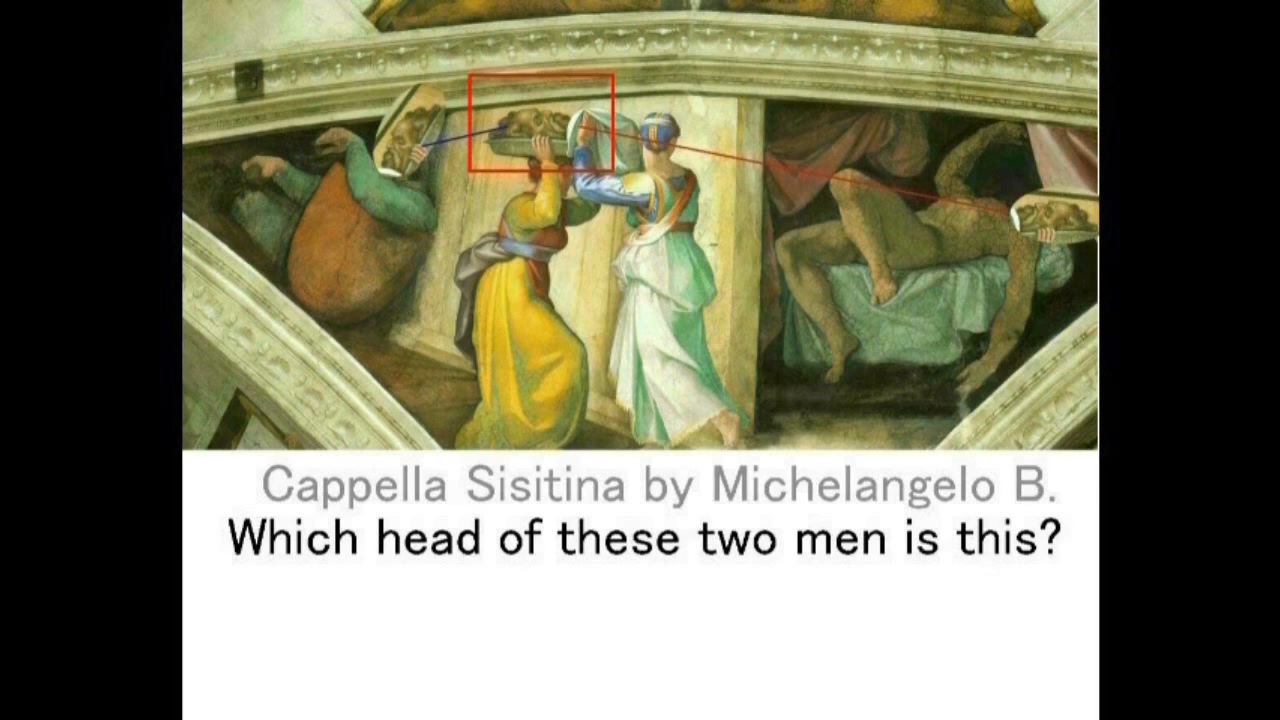 Cappella Sisitina by Michelangelo B.
Which head of these two men is this?